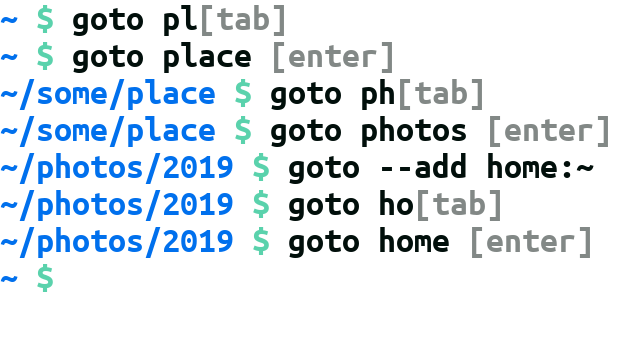 ~ $ goto pl[tab]
~ $ goto place [enter]
~/some/place $ goto ph[tab]
~/some/place $ goto photos [enter]
~/photos/2019 $ goto --add home:~
~/photos/2019 $ goto ho[tab]
~/photos/2019 $ goto home [enter]
~ $